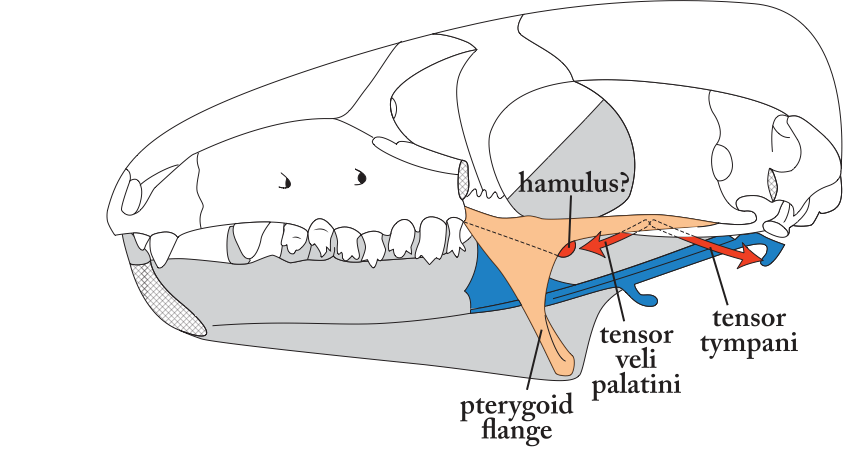 hamulus?
tensor
veli
palatini
tensor
tympani
pterygoid
flange